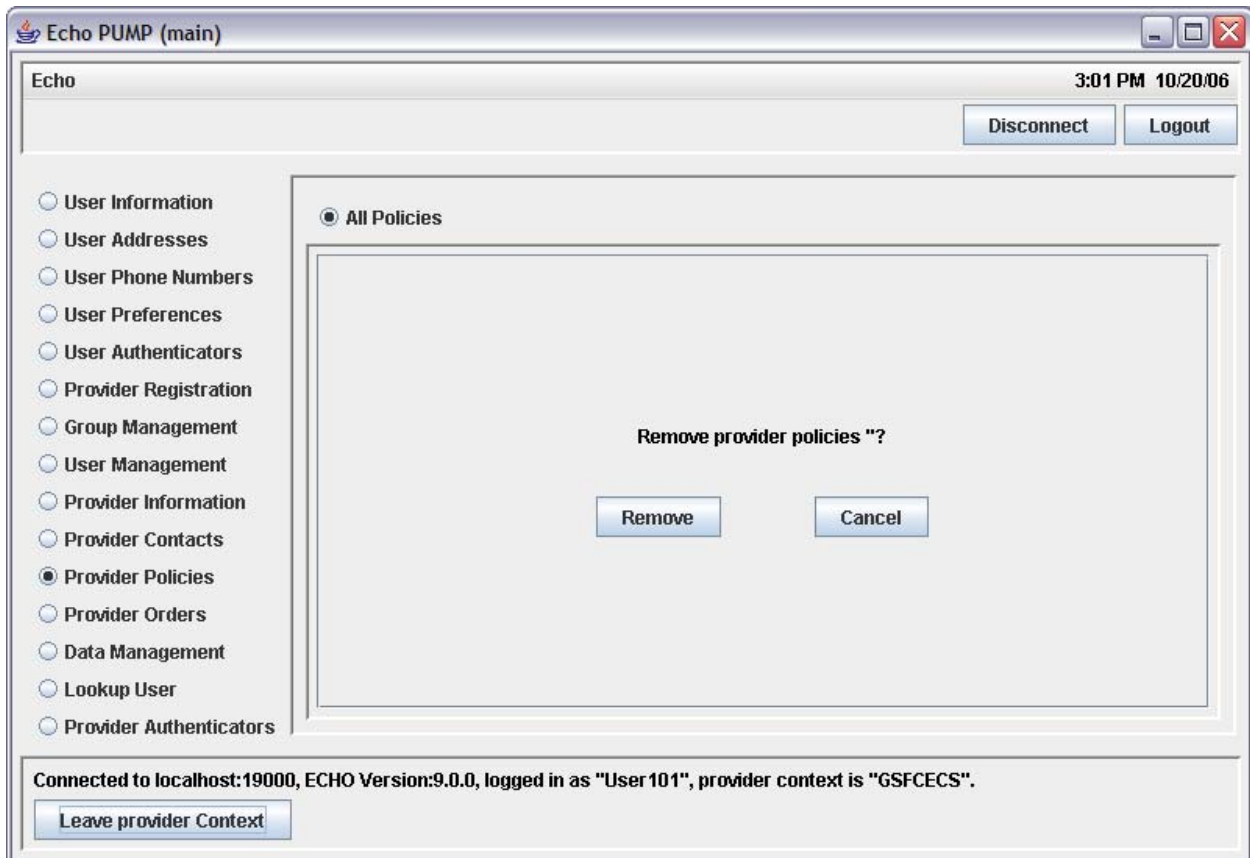 Echo PUMP (main)
Echo 3:01 PM 10/20/06
Disconnect Logout
User Information
User Addresses
User Phone Numbers
User Preferences
User Authenticators
Provider Registration
Group Management
User Management
Provider Information
Provider Contacts
Provider Policies
Provider Orders
Data Management
Lookup User
Provider Authenticators
All Policies
Remove provider policies ''?
Remove Cancel
Connected to localhost:19000, ECHO Version:9.0.0, logged in as "User101", provider context is "GSFCECS".
Leave provider Context